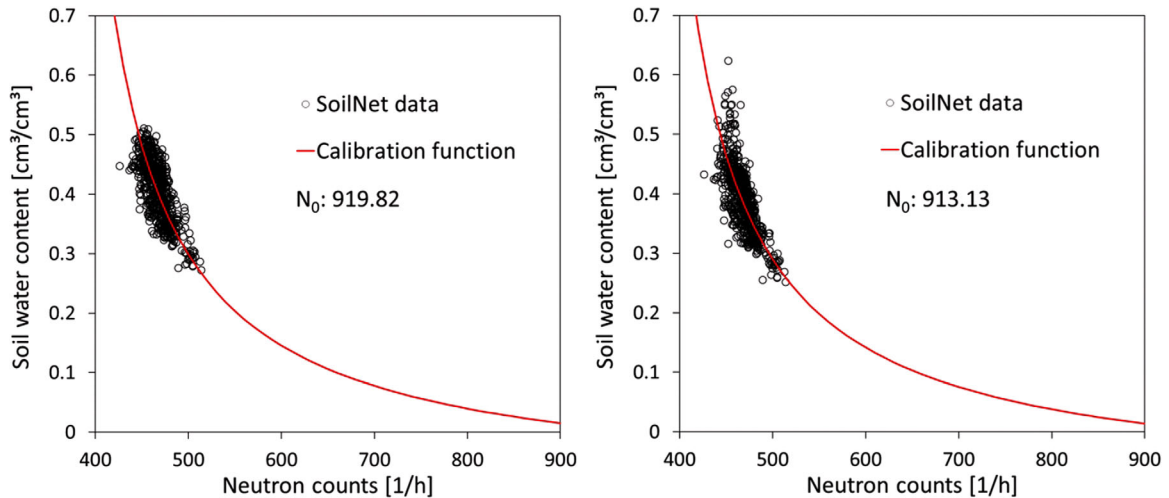 0.7
0.6
0.5
0.4
0.3
0.2
0.1
0
Soil water content [cm³/cm³]
SoilNet data
Calibration function
N₀: 919.82
400 500 600 700 800 900
Neutron counts [1/h]
0.7
0.6
0.5
0.4
0.3
0.2
0.1
0
Soil water content [cm³/cm³]
SoilNet data
Calibration function
N₀: 913.13
400 500 600 700 800 900
Neutron counts [1/h]